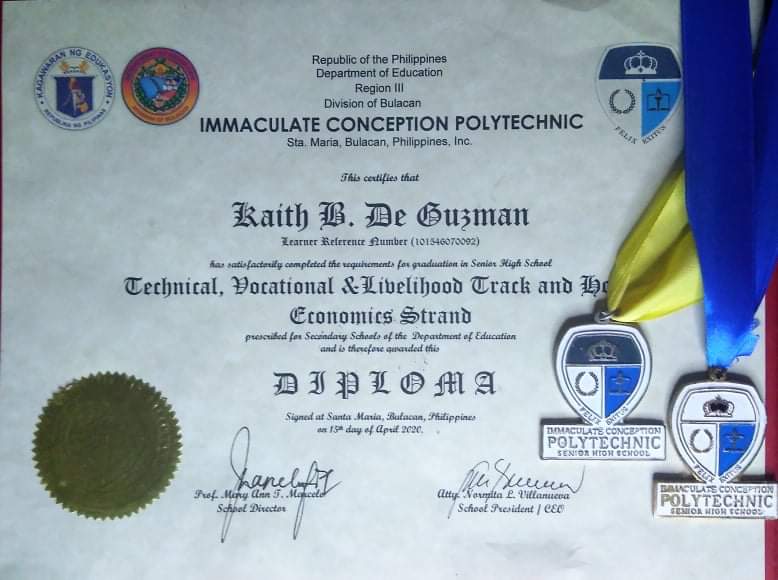 KAGAWARAN NG EDUKASYON
REPUBLIKA NG PILIPINAS
Republic of the Philippines
Department of Education
Region III
Division of Bulacan
IMMACULATE CONCEPTION POLYTECHNIC
Sta. Maria, Bulacan, Philippines, Inc.
FELIX EXITUS
This certifies that
Kaith B. De Guzman
Learner Reference Number (101546070092)
has satisfactorily completed the requirements for graduation in Senior High School
Technical, Vocational &Livelihood Track and Ho
Economics Strand
prescribed for Secondary Schools of the Department of Education
and is therefore awarded this
DIPLOMA
Signed at Santa Maria, Bulacan, Philippines
on 15th day of April 2020.
Prof. Mary Ann T. Marcelo
School Director
Atty. Normita L. Villanueva
School President | CEO
FELIX EXITUS
IMMACULATE CONCEPTION
POLYTECHNIC
SENIOR HIGH SCHOOL
FELIX EXITUS
IMMACULATE CONCEPTION
POLYTECHNIC
SENIOR HIGH SCHOOL